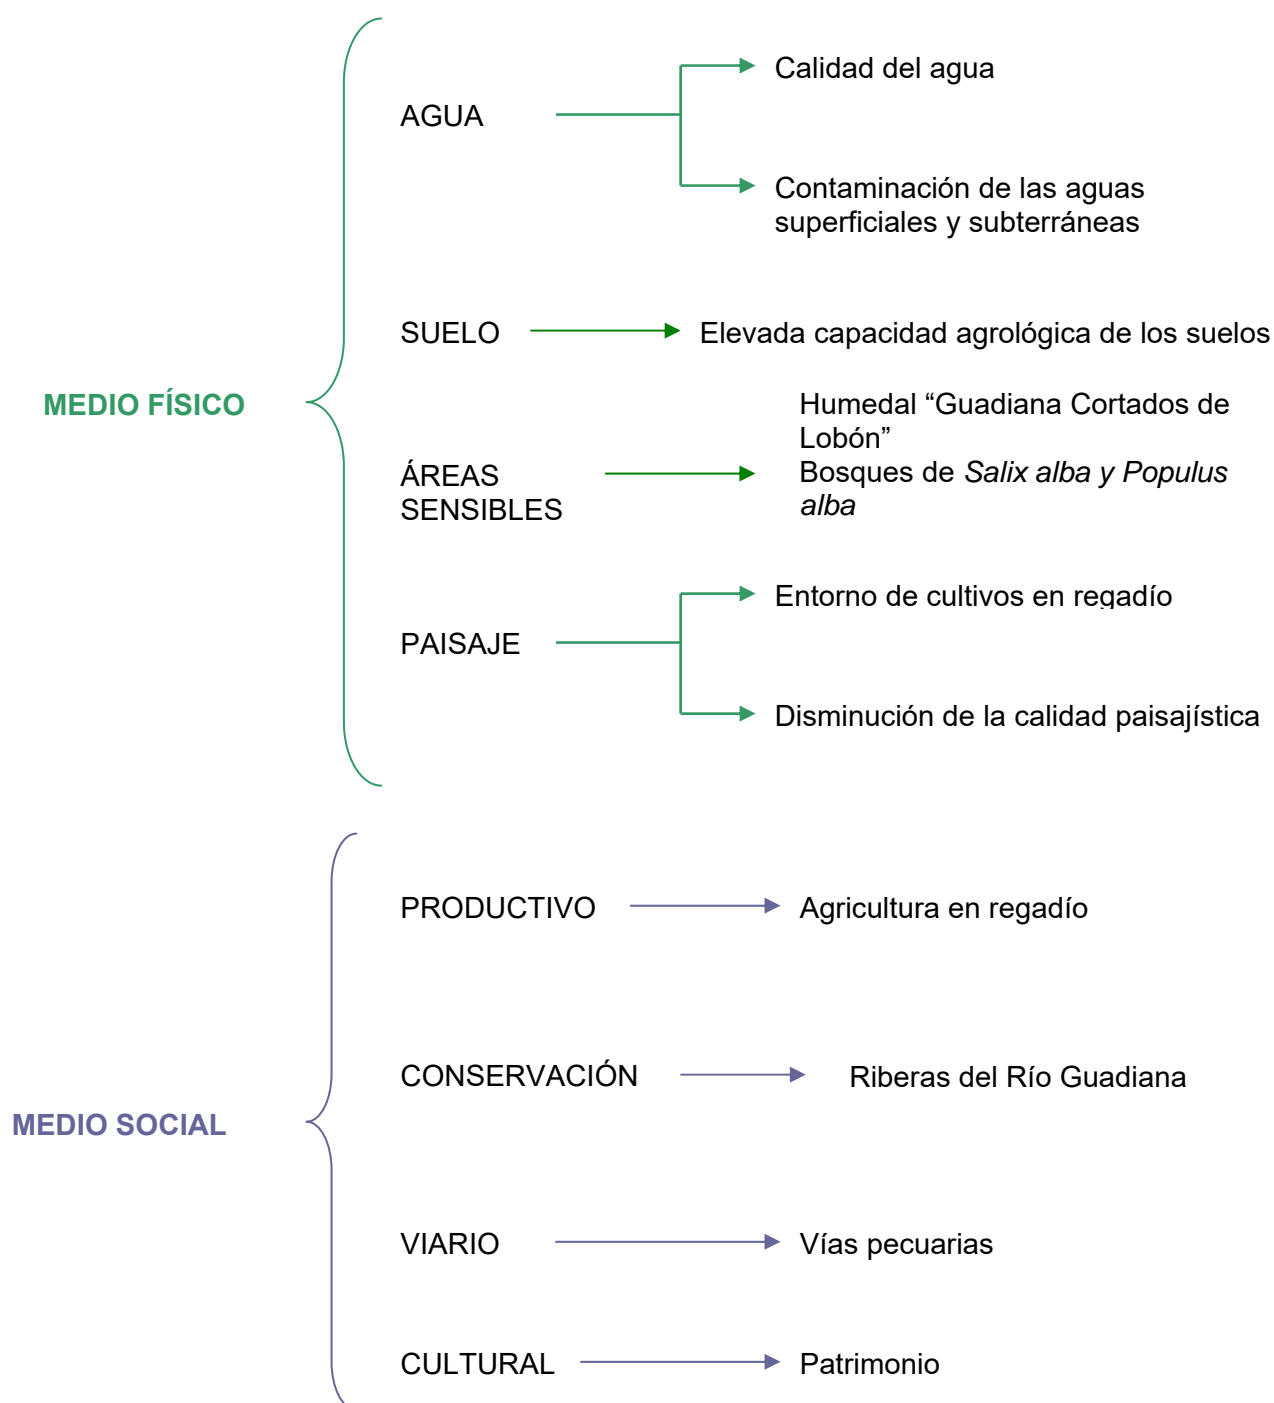 Calidad del agua
AGUA
Contaminación de las aguas
superficiales y subterráneas
SUELO
Elevada capacidad agrológica de los suelos
MEDIO FÍSICO
Humedal “Guadiana Cortados de
Lobón”
Bosques de Salix alba y Populus
alba
ÁREAS
SENSIBLES
Entorno de cultivos en regadío
PAISAJE
Disminución de la calidad paisajística
PRODUCTIVO
Agricultura en regadío
CONSERVACIÓN
Riberas del Río Guadiana
MEDIO SOCIAL
VIARIO
Vías pecuarias
CULTURAL
Patrimonio